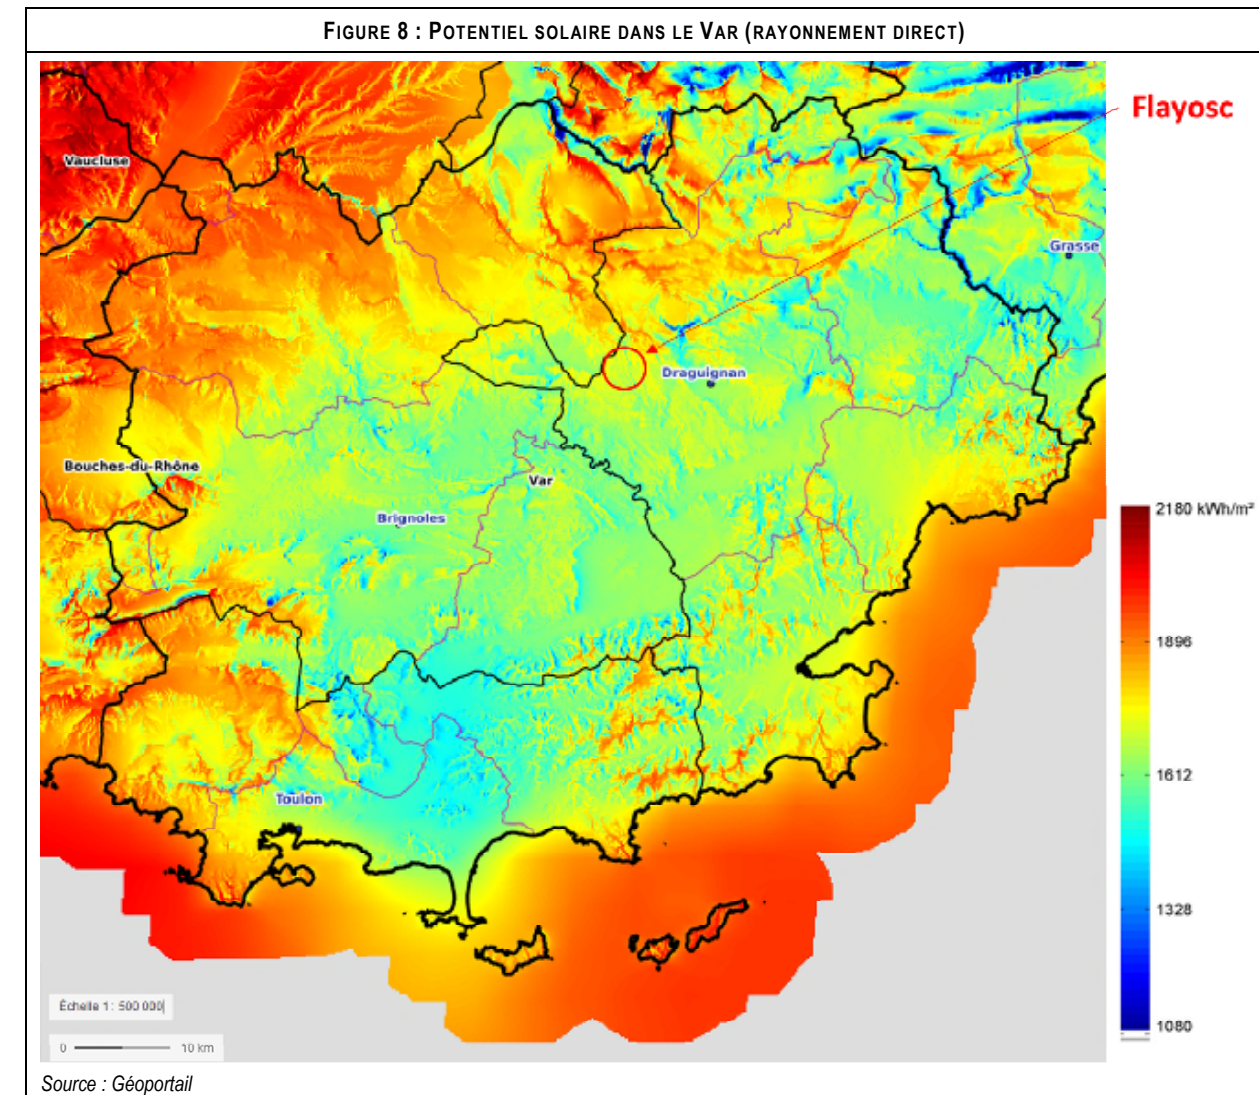 FIGURE 8 : POTENTIEL SOLAIRE DANS LE VAR (RAYONNEMENT DIRECT)
Flayosc
Vaucluse
Grasse
Draguignan
Bouches-du-Rhône
Var
Brignoles
2180 kWh/m²
1896
1612
Toulon
1328
Échelle 1 : 500 000
1080
0 10 km
Source : Géoportail